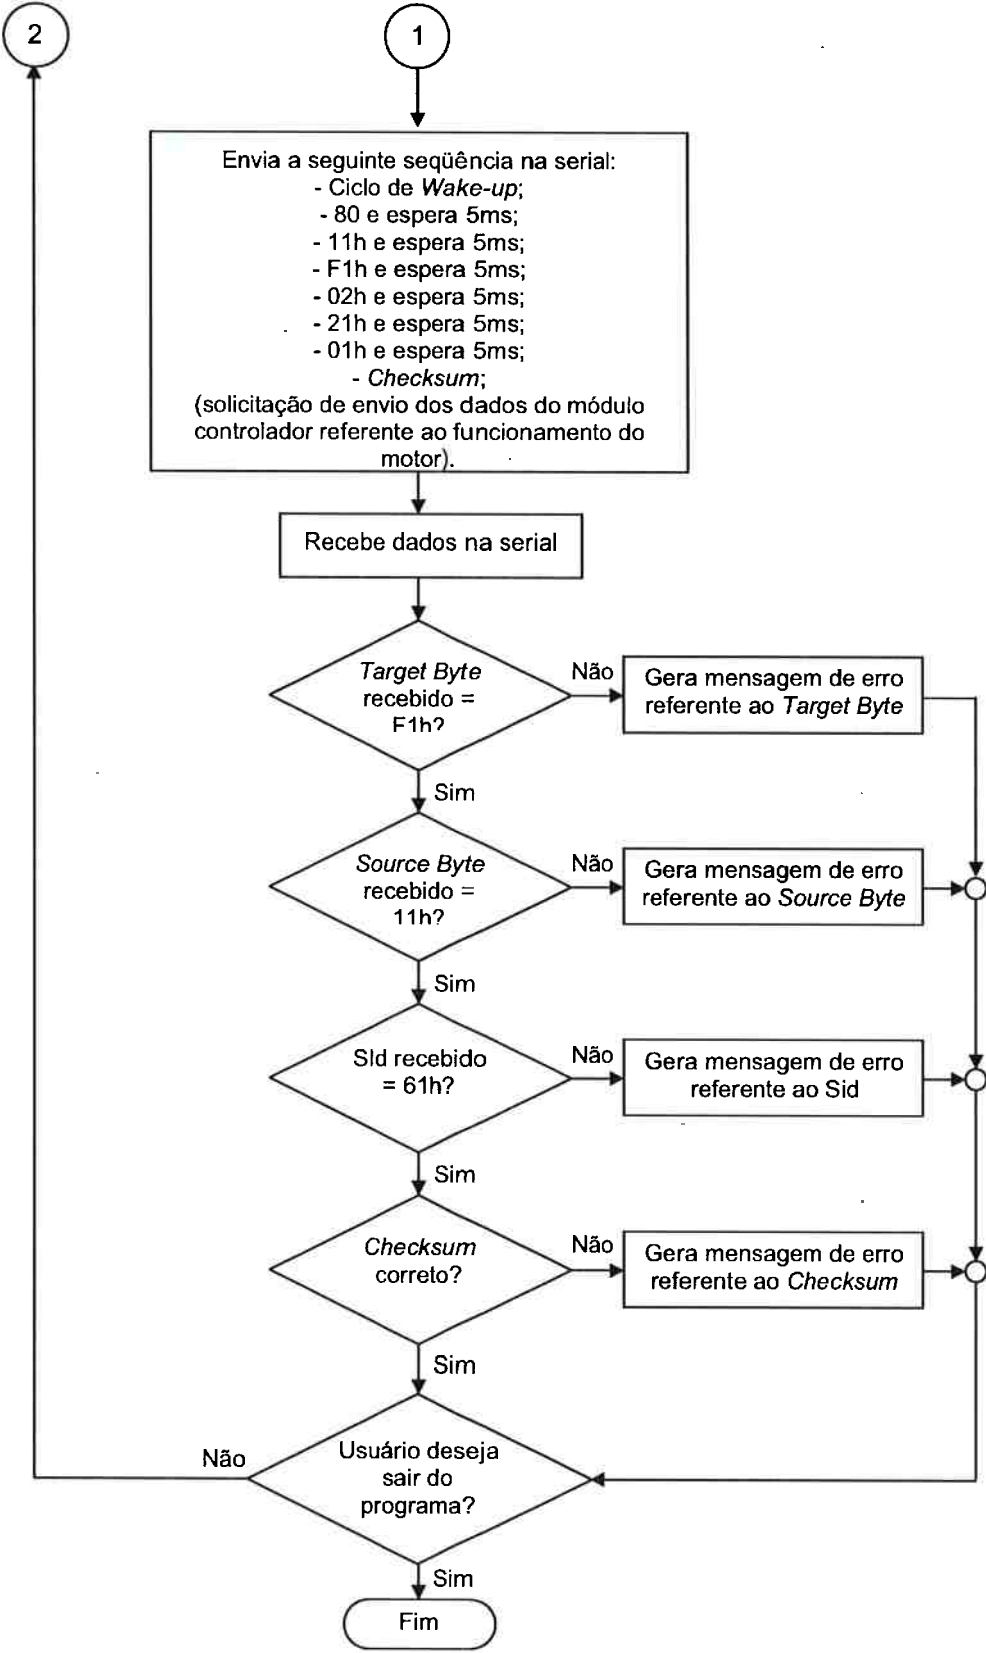 2
1
Envia a seguinte seqüência na serial:
- Ciclo de Wake-up;
- 80 e espera 5ms;
- 11h e espera 5ms;
- F1h e espera 5ms;
- 02h e espera 5ms;
- 21h e espera 5ms;
- 01h e espera 5ms;
- Checksum;
(solicitação de envio dos dados do módulo
controlador referente ao funcionamento do
motor).
Recebe dados na serial
Target Byte
recebido =
F1h?
Não
Gera mensagem de erro
referente ao Target Byte
Sim
Source Byte
recebido =
11h?
Não
Gera mensagem de erro
referente ao Source Byte
Sim
SId recebido
= 61h?
Não
Gera mensagem de erro
referente ao Sid
Sim
Checksum
correto?
Não
Gera mensagem de erro
referente ao Checksum
Sim
Não
Usuário deseja
sair do
programa?
Sim
Fim